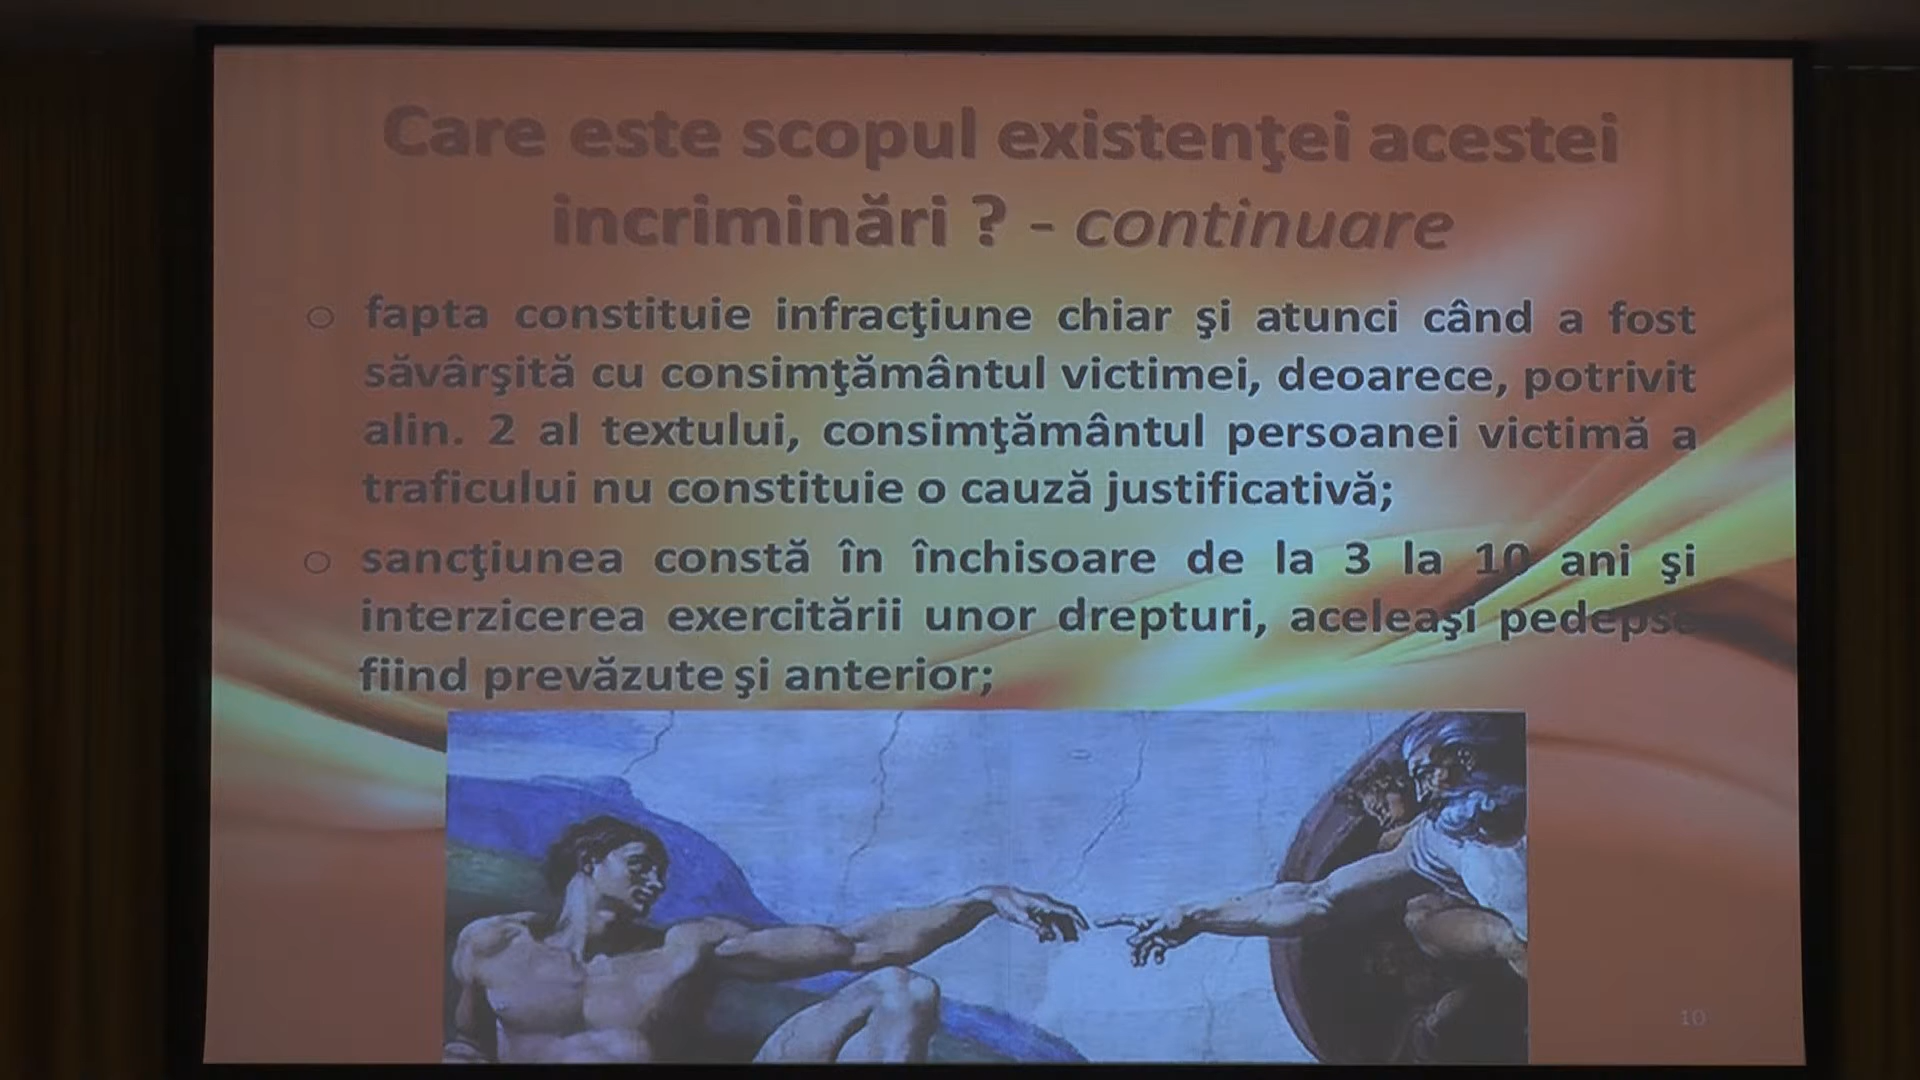 Care este scopul existenţei acestei
incriminări ? - continuare
fapta constituie infracţiune chiar şi atunci când a fost
săvârşită cu consimţământul victimei, deoarece, potrivit
alin. 2 al textului, consimţământul persoanei victimă a
traficului nu constituie o cauză justificativă;
sancţiunea constă în închisoare de la 3 la 10 ani şi
interzicerea exercitării unor drepturi, aceleaşi pedepse
fiind prevăzute şi anterior;
10